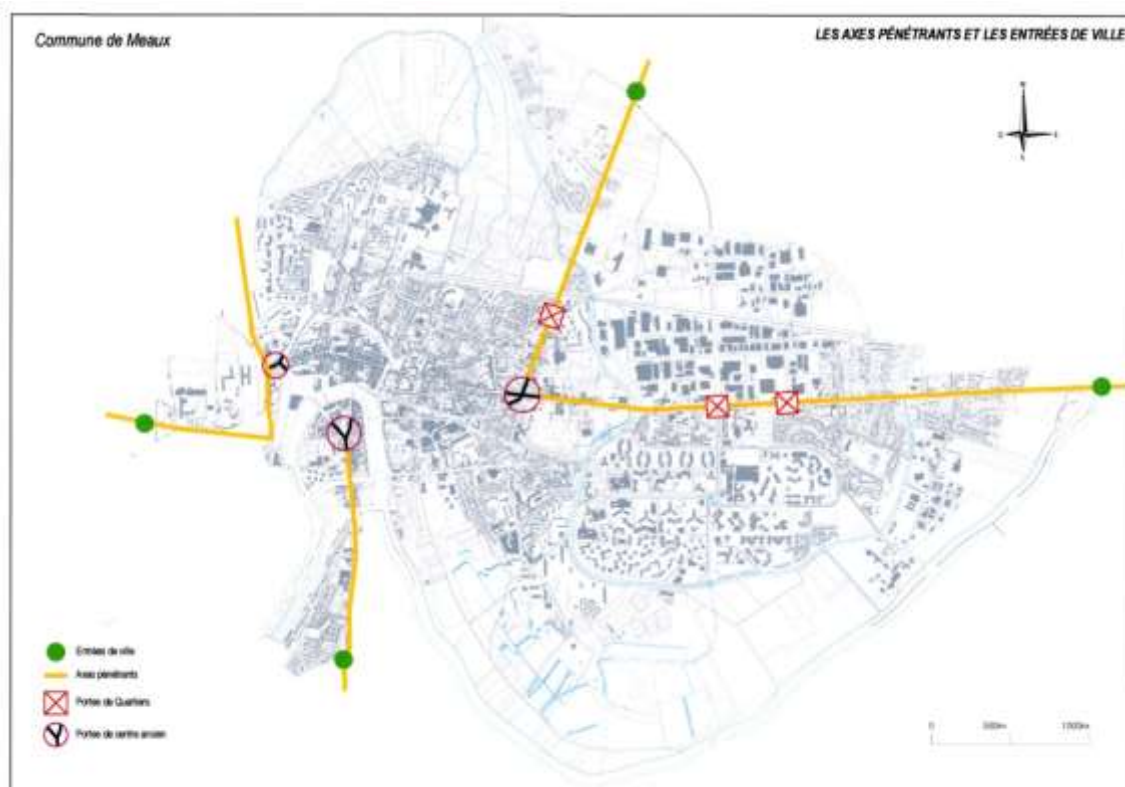 Commune de Meaux
LES AXES PÉNÉTRANTS ET LES ENTRÉES DE VILLE
N
S
Entrées de ville
Axes pénétrants
Portes de Quartiers
Portes de centre ancien
0 500m 1000m